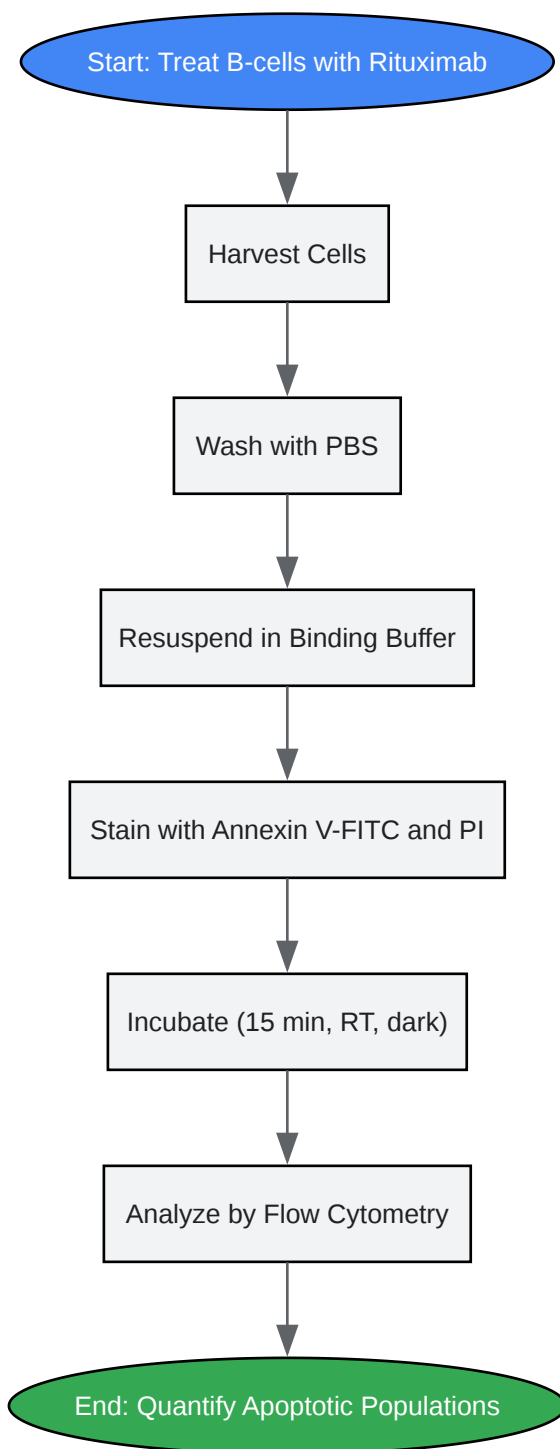 Start: Treat B-cells with Rituximab
Harvest Cells
Wash with PBS
Resuspend in Binding Buffer
Stain with Annexin V-FITC and PI
Incubate (15 min, RT, dark)
Analyze by Flow Cytometry
End: Quantify Apoptotic Populations